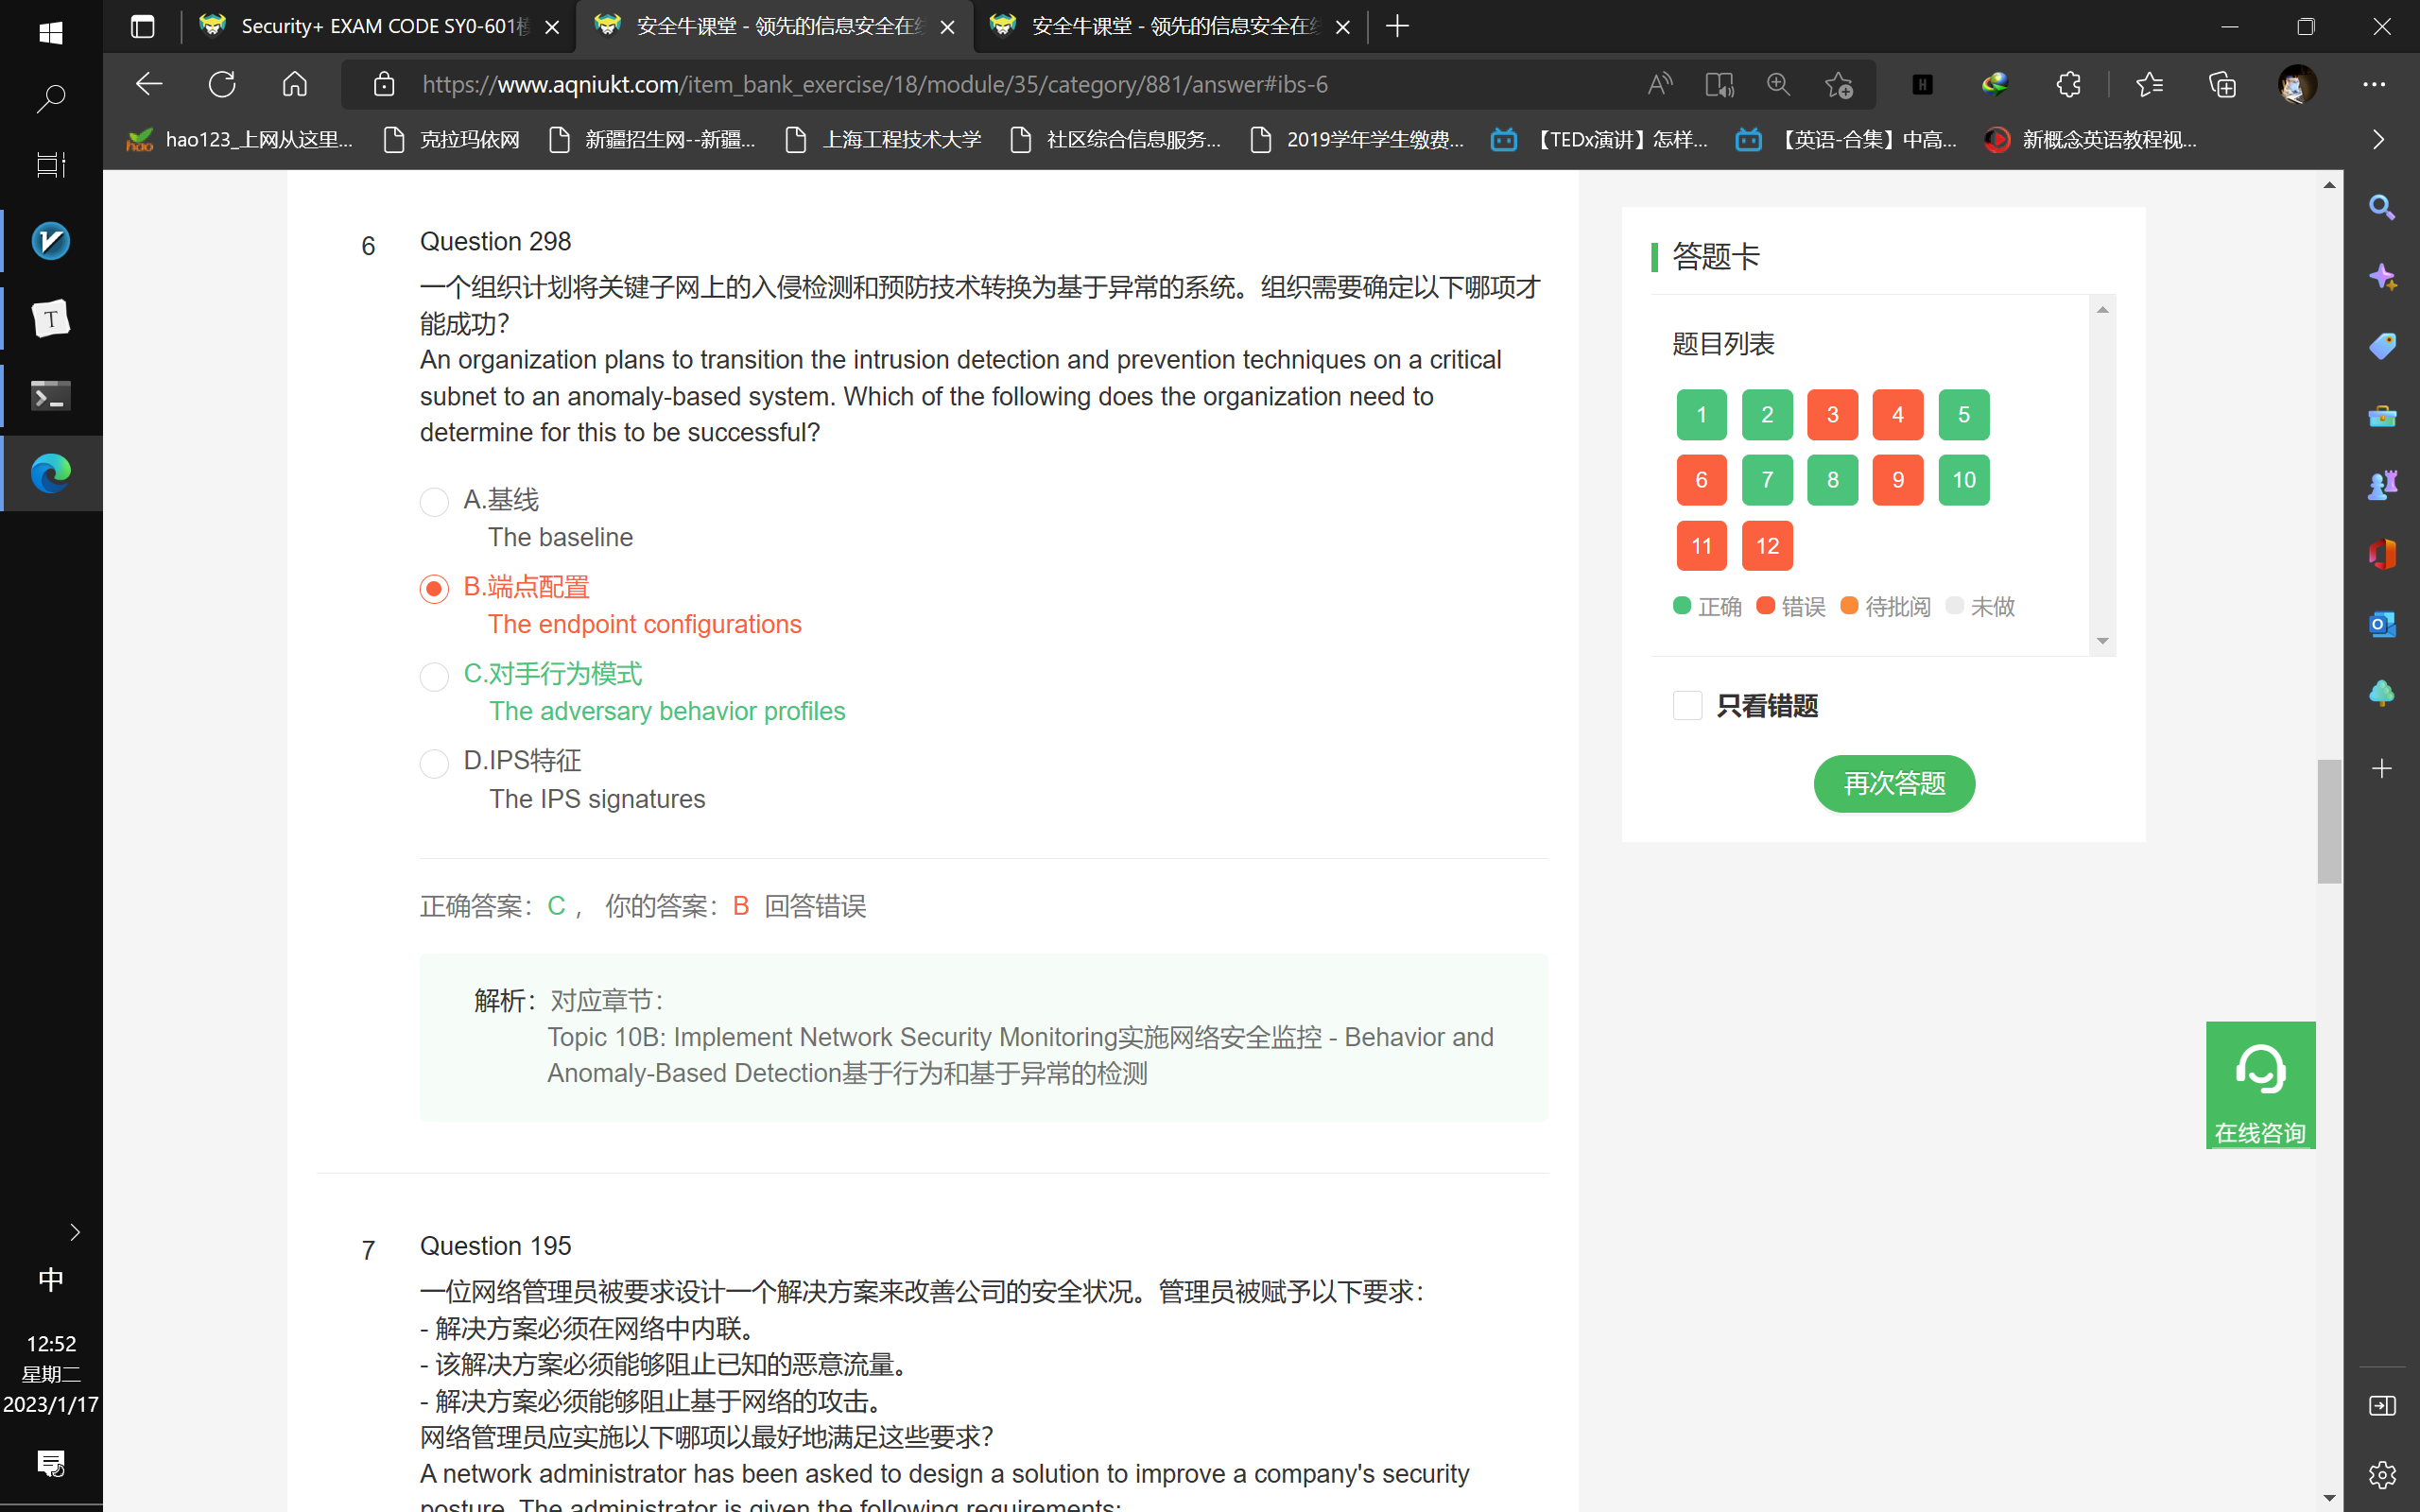 Security+ EXAM CODE SY0-601模
安全牛课堂 - 领先的信息安全在线
安全牛课堂 - 领先的信息安全在线
https://www.aqniukt.com/item_bank_exercise/18/module/35/category/881/answer#ibs-6
hao123_上网从这里...
克拉玛依网
新疆招生网--新疆...
上海工程技术大学
社区综合信息服务...
2019学年学生缴费...
【TEDx演讲】怎样...
【英语-合集】中高...
新概念英语教程视...
6
Question 298
一个组织计划将关键子网上的入侵检测和预防技术转换为基于异常的系统。组织需要确定以下哪项才
能成功?
An organization plans to transition the intrusion detection and prevention techniques on a critical
subnet to an anomaly-based system. Which of the following does the organization need to
determine for this to be successful?
A.基线
The baseline
B.端点配置
The endpoint configurations
C.对手行为模式
The adversary behavior profiles
D.IPS特征
The IPS signatures
正确答案：C ， 你的答案：B 回答错误
解析：对应章节：
Topic 10B: Implement Network Security Monitoring实施网络安全监控 - Behavior and
Anomaly-Based Detection基于行为和基于异常的检测
7
Question 195
一位网络管理员被要求设计一个解决方案来改善公司的安全状况。管理员被赋予以下要求：
- 解决方案必须在网络中内联。
- 该解决方案必须能够阻止已知的恶意流量。
- 解决方案必须能够阻止基于网络的攻击。
网络管理员应实施以下哪项以最好地满足这些要求?
A network administrator has been asked to design a solution to improve a company's security
posture. The administrator is given the following requirements:
答题卡
题目列表
1 2 3 4 5
6 7 8 9 10
11 12
正确 错误 待批阅 未做
只看错题
再次答题
在线咨询
中
12:52
星期二
2023/1/17